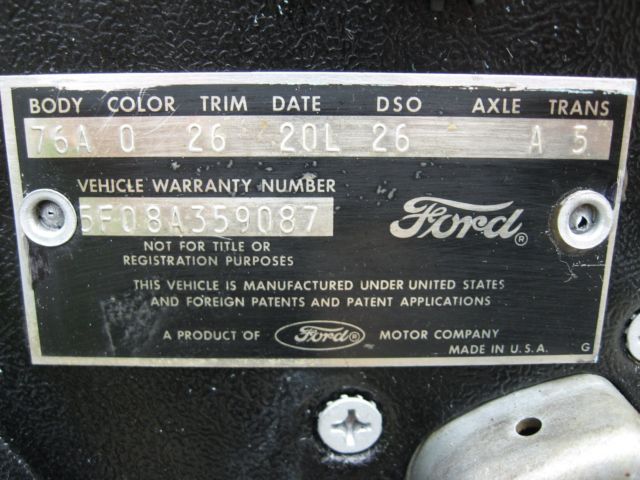 BODY COLOR TRIM DATE DSO AXLE TRANS
76A O 26 20L 26 A 5
VEHICLE WARRANTY NUMBER
5F08A359087
Ford®
NOT FOR TITLE OR
REGISTRATION PURPOSES
THIS VEHICLE IS MANUFACTURED UNDER UNITED STATES
AND FOREIGN PATENTS AND PATENT APPLICATIONS
A PRODUCT OF Ford® MOTOR COMPANY
MADE IN U.S.A. G